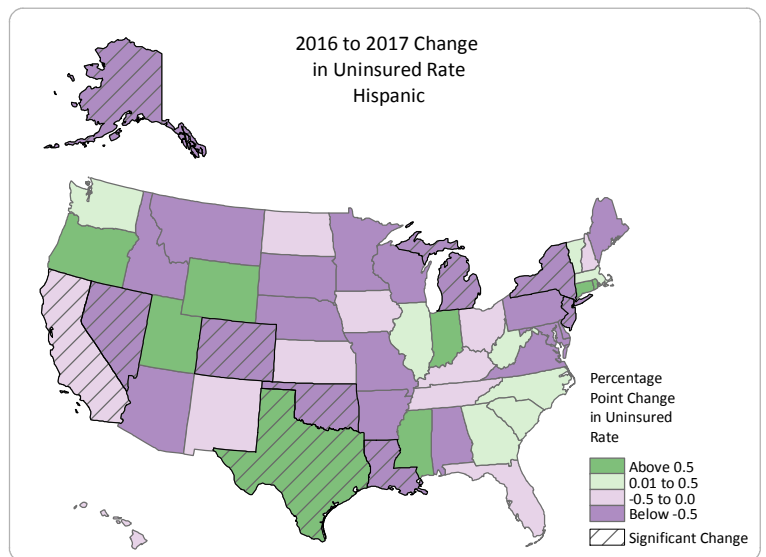 2016 to 2017 Change
in Uninsured Rate
Hispanic
Percentage
Point Change
in Uninsured
Rate
Above 0.5
0.01 to 0.5
-0.5 to 0.0
Below -0.5
Significant Change